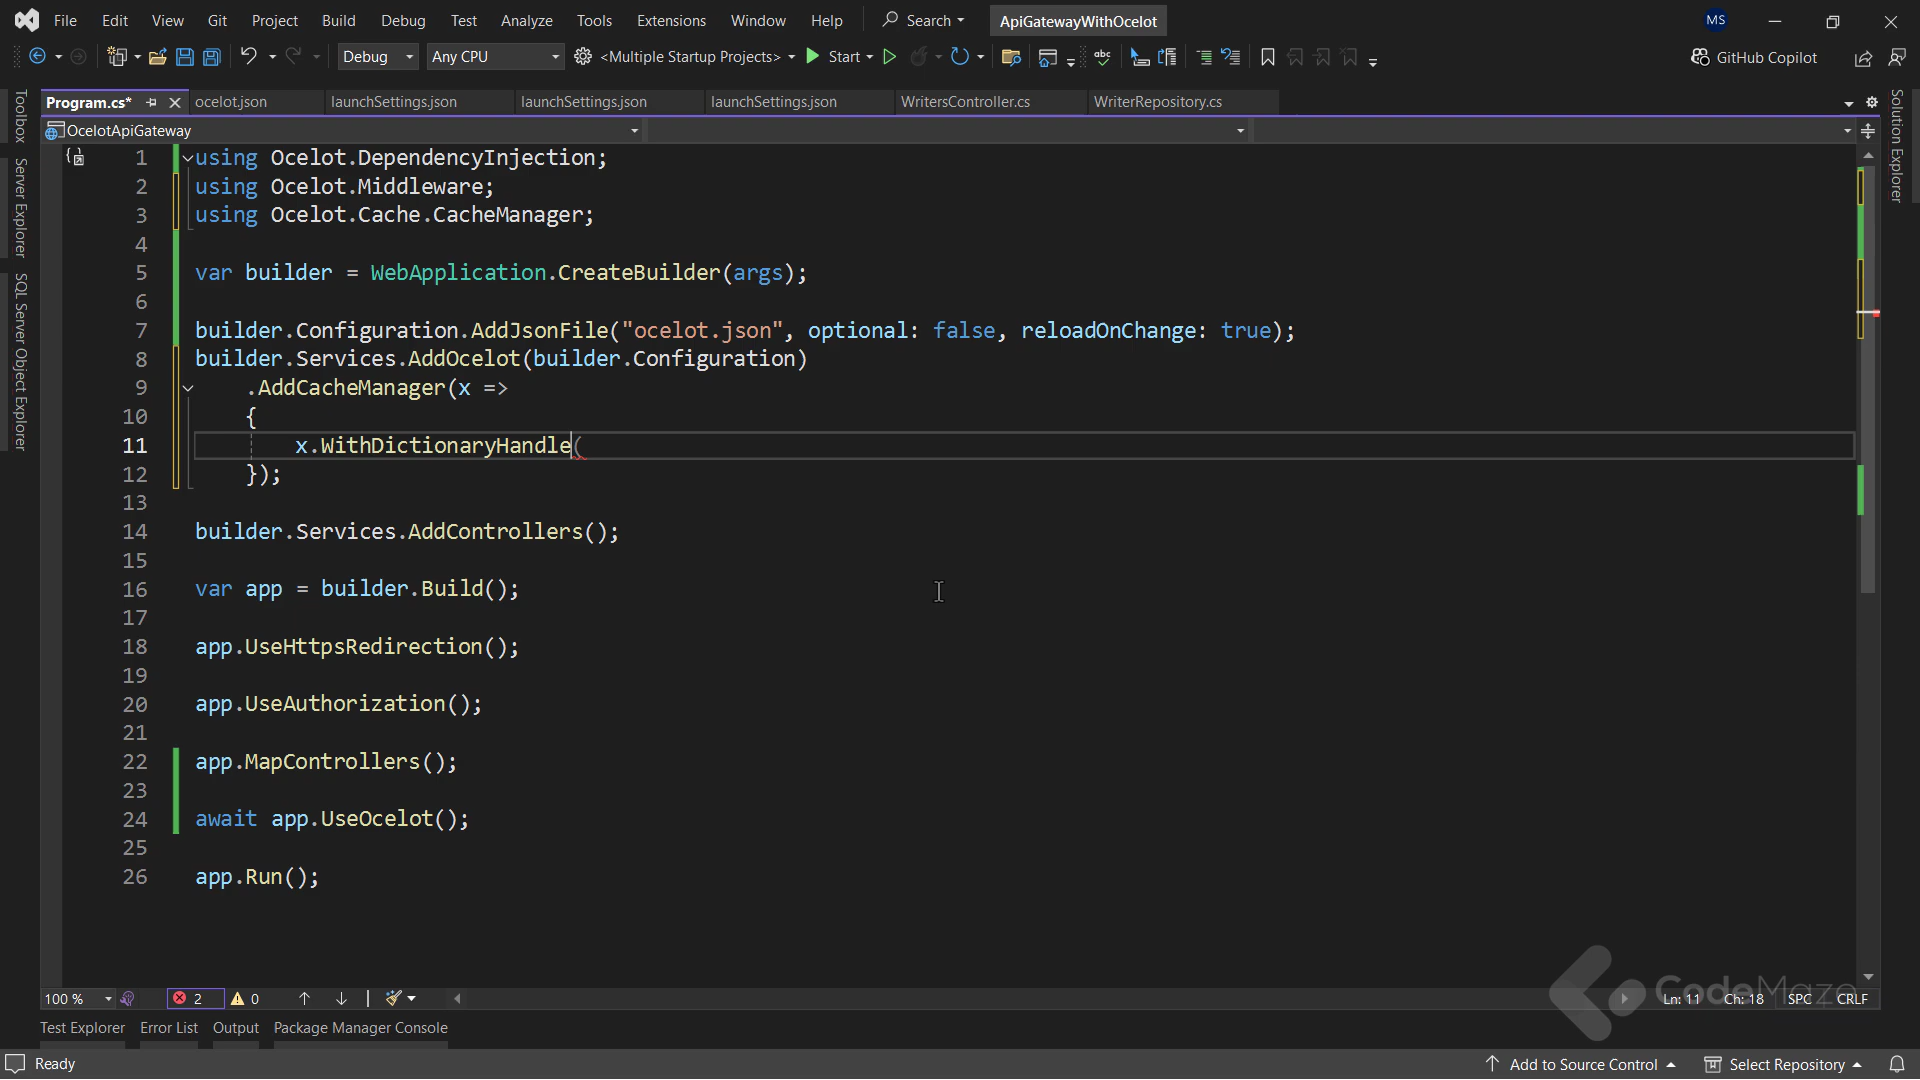 File Edit View Git Project Build Debug Test Analyze Tools Extensions Window Help Search ApiGatewayWithOcelot MS
Debug Any CPU <Multiple Startup Projects> Start GitHub Copilot
Program.cs* ocelot.json launchSettings.json launchSettings.json launchSettings.json WritersController.cs WriterRepository.cs
OcelotApiGateway
Toolbox
Server Explorer
SQL Server Object Explorer
Solution Explorer
1 using Ocelot.DependencyInjection;
2 using Ocelot.Middleware;
3 using Ocelot.Cache.CacheManager;
4
5 var builder = WebApplication.CreateBuilder(args);
6
7 builder.Configuration.AddJsonFile("ocelot.json", optional: false, reloadOnChange: true);
8 builder.Services.AddOcelot(builder.Configuration)
9 .AddCacheManager(x =>
10 {
11 x.WithDictionaryHandle(
12 });
13
14 builder.Services.AddControllers();
15
16 var app = builder.Build();
17
18 app.UseHttpsRedirection();
19
20 app.UseAuthorization();
21
22 app.MapControllers();
23
24 await app.UseOcelot();
25
26 app.Run();
CodeMaze
100 % 2 0 Ln: 11 Ch: 18 SPC CRLF
Test Explorer Error List Output Package Manager Console
Ready Add to Source Control Select Repository